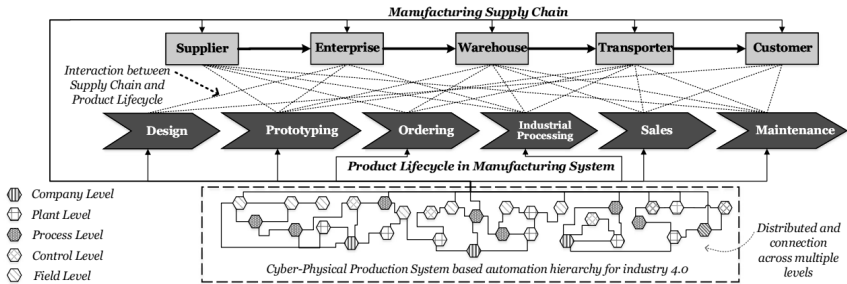 Manufacturing Supply Chain
Supplier
Enterprise
Warehouse
Transporter
Customer
Interaction between
Supply Chain and
Product Lifecycle
Design
Prototyping
Ordering
Industrial
Processing
Sales
Maintenance
Product Lifecycle in Manufacturing System
Company Level
Plant Level
Process Level
Control Level
Field Level
Distributed and
connection
across multiple
levels
Cyber-Physical Production System based automation hierarchy for industry 4.0